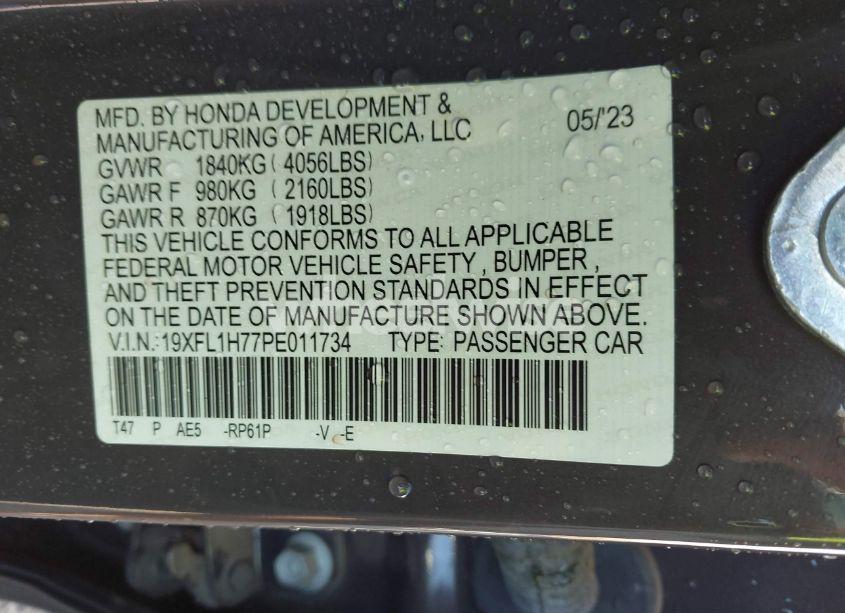 MFD. BY HONDA DEVELOPMENT &
MANUFACTURING OF AMERICA, LLC 05/'23
GVWR 1840KG ( 4056LBS)
GAWR F 980KG ( 2160LBS)
GAWR R 870KG ( 1918LBS)
THIS VEHICLE CONFORMS TO ALL APPLICABLE
FEDERAL MOTOR VEHICLE SAFETY , BUMPER ,
AND THEFT PREVENTION STANDARDS IN EFFECT
ON THE DATE OF MANUFACTURE SHOWN ABOVE.
V.I.N.:19XFL1H77PE011734 TYPE: PASSENGER CAR
T47 P AE5 -RP61P -V -E